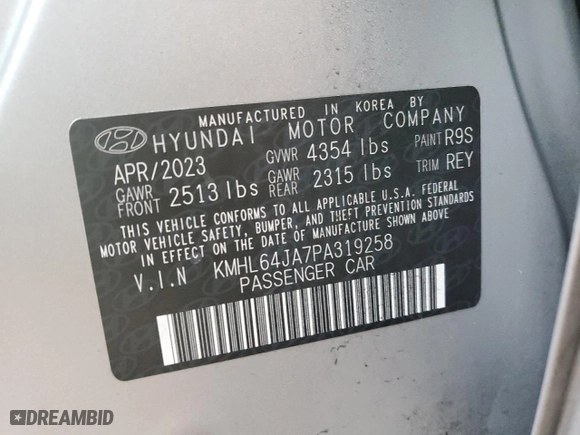 MANUFACTURED IN KOREA BY
HYUNDAI MOTOR COMPANY
APR/2023 GVWR 4354 lbs PAINT R9S
GAWR FRONT 2513 lbs GAWR REAR 2315 lbs TRIM REY
THIS VEHICLE CONFORMS TO ALL APPLICABLE U.S.A. FEDERAL
MOTOR VEHICLE SAFETY, BUMPER, AND THEFT PREVENTION STANDARDS
IN EFFECT ON THE DATE OF MANUFACTURE SHOWN ABOVE.
V.I.N KMHL64JA7PA319258
PASSENGER CAR
DREAMBID